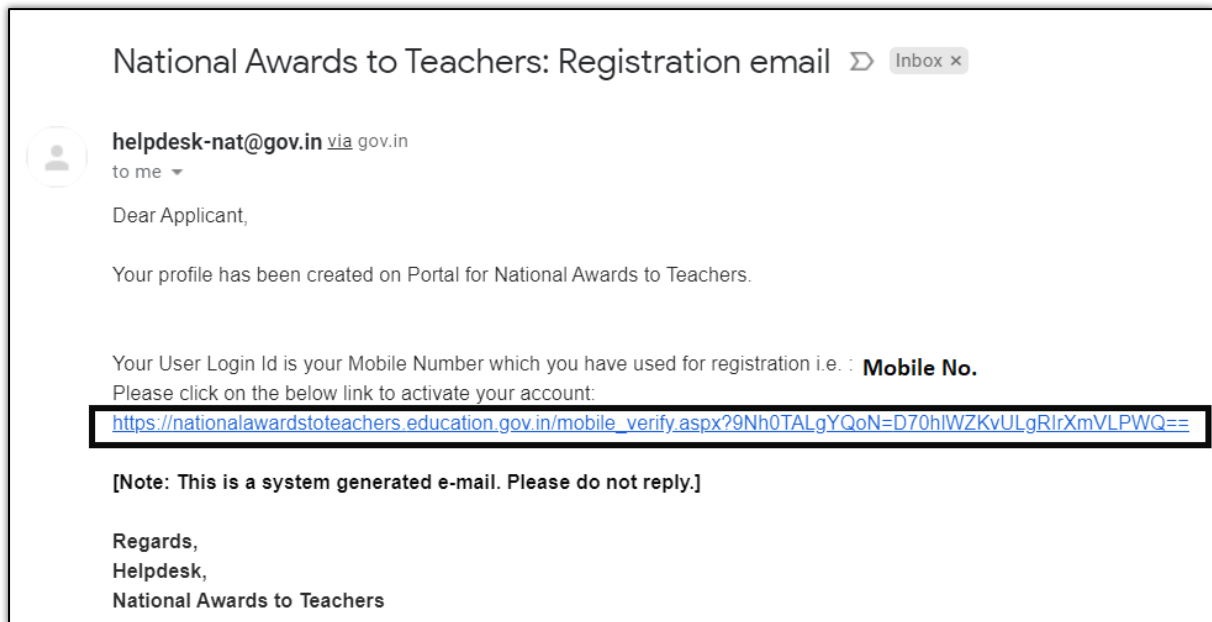 National Awards to Teachers: Registration email Inbox ×
helpdesk-nat@gov.in via gov.in
to me
Dear Applicant,
Your profile has been created on Portal for National Awards to Teachers.
Your User Login Id is your Mobile Number which you have used for registration i.e. : Mobile No.
Please click on the below link to activate your account:
https://nationalawardstoteachers.education.gov.in/mobile_verify.aspx?9Nh0TALgYQoN=D70hlWZKvULgRlrXmVLPWQ==
[Note: This is a system generated e-mail. Please do not reply.]
Regards,
Helpdesk,
National Awards to Teachers